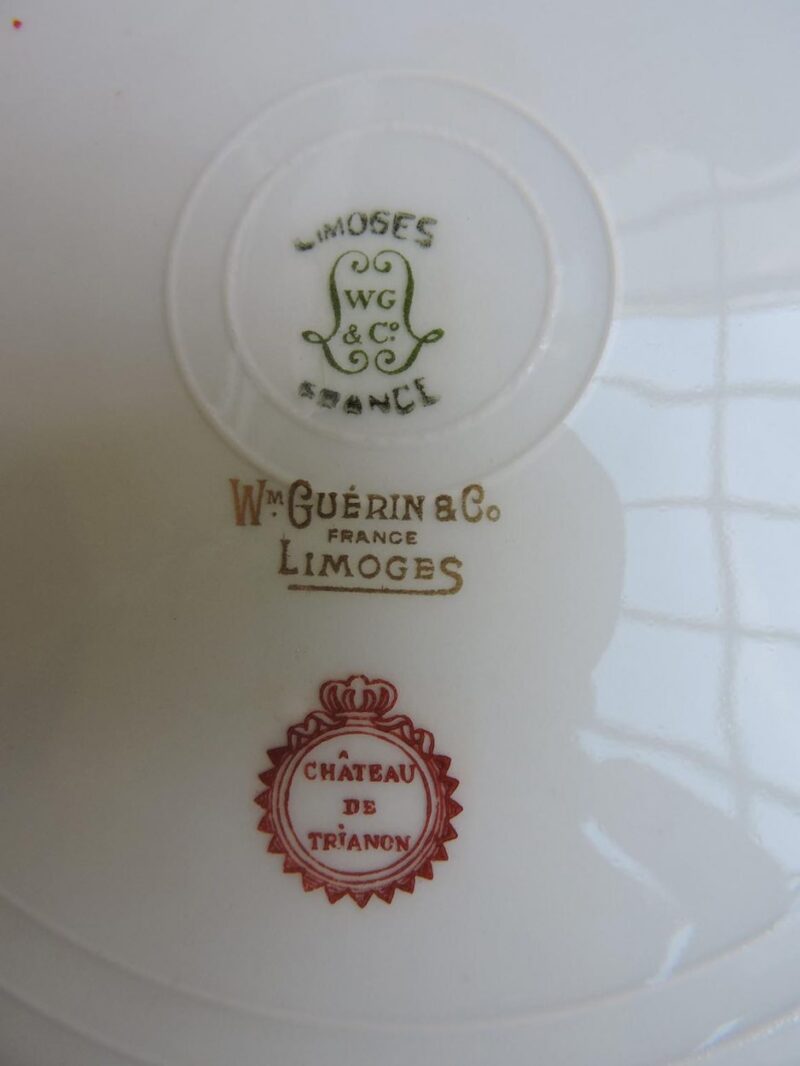 LIMOGES
WG
& Co.
FRANCE
WM. GUÉRIN & Co
FRANCE
LIMOGES
CHÂTEAU
DE
TRIANON